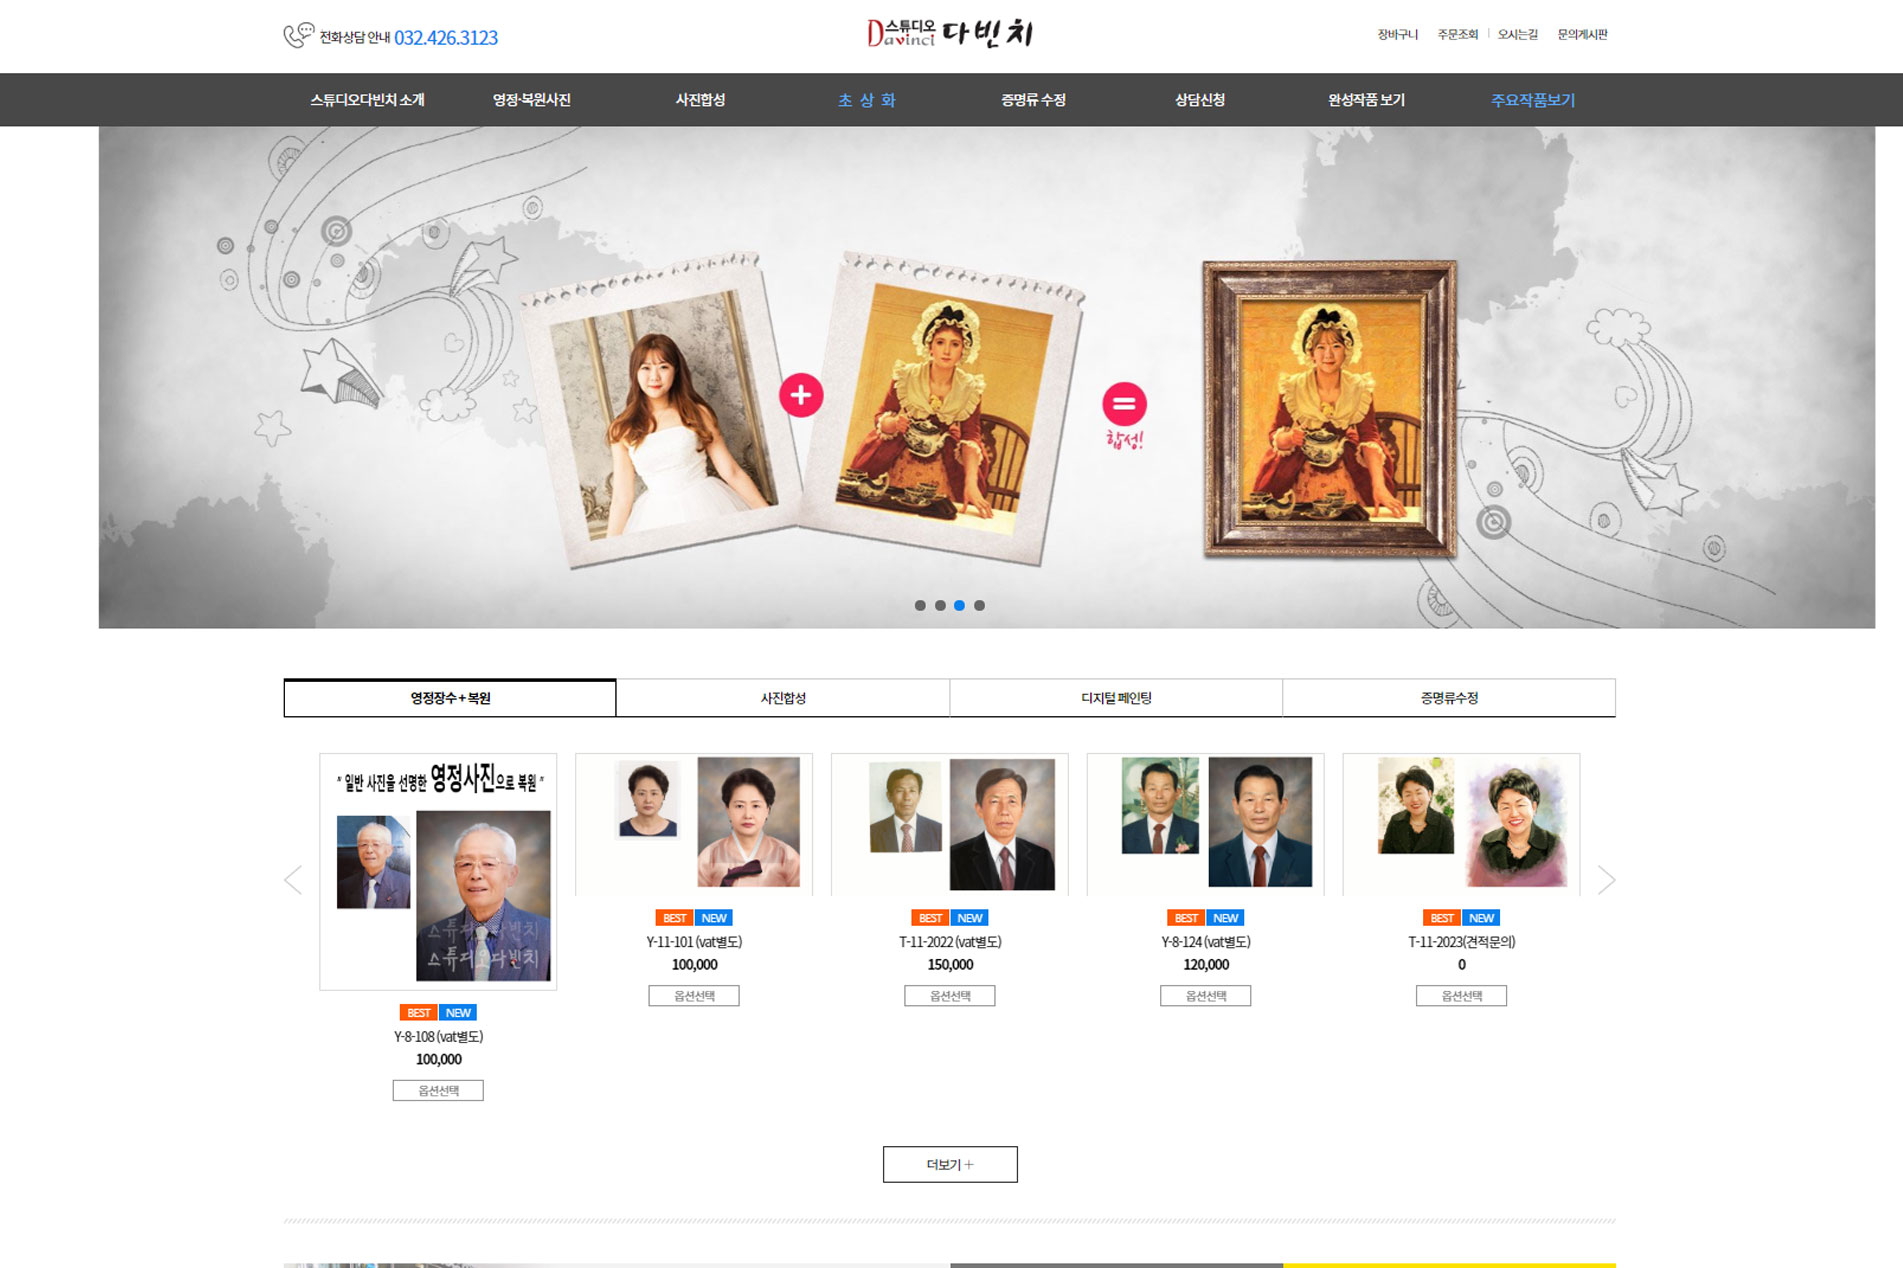 전화상담 안내 032.426.3123
스튜디오
Davinci 다빈치
장바구니 주문조회 오시는길 문의게시판
스튜디오다빈치 소개 영정·복원사진 사진합성 초 상 화 증명류 수정 상담신청 완성작품 보기 주요작품보기
합성!
영정장수 + 복원 사진합성 디지털 페인팅 증명류수정
" 일반 사진을 선명한 영정사진으로 복원 "
스튜디오다빈치
스튜디오다빈치
BEST NEW
Y-8-108 (vat별도)
100,000
옵션선택
BEST NEW
Y-11-101 (vat별도)
100,000
옵션선택
BEST NEW
T-11-2022 (vat별도)
150,000
옵션선택
BEST NEW
Y-8-124 (vat별도)
120,000
옵션선택
BEST NEW
T-11-2023(견적문의)
0
옵션선택
더보기 +